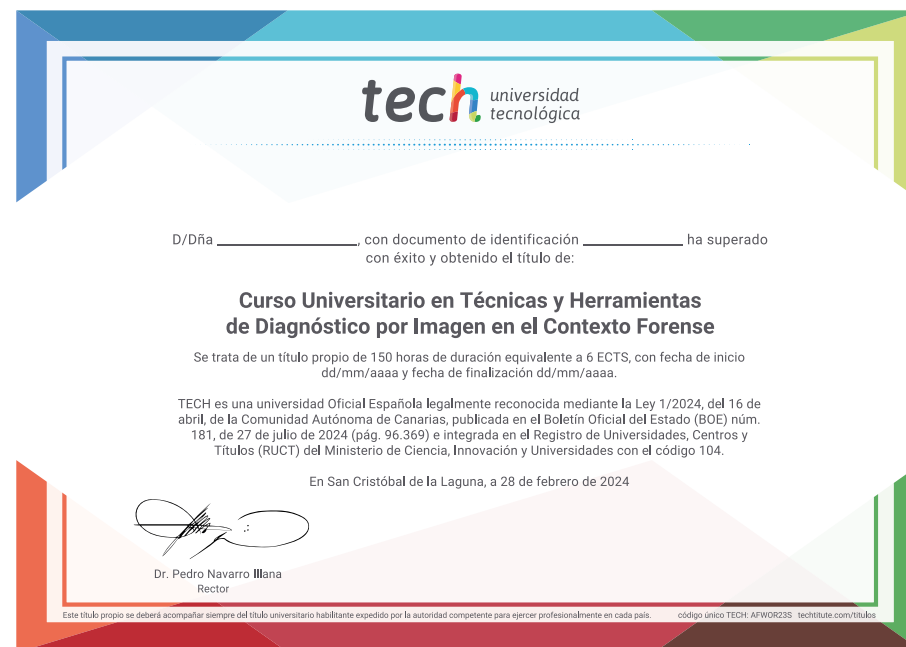 tech universidad
tecnológica
D/Dña ____________________, con documento de identificación ______________ ha superado
con éxito y obtenido el título de:
Curso Universitario en Técnicas y Herramientas
de Diagnóstico por Imagen en el Contexto Forense
Se trata de un título propio de 150 horas de duración equivalente a 6 ECTS, con fecha de inicio
dd/mm/aaaa y fecha de finalización dd/mm/aaaa.
TECH es una universidad Oficial Española legalmente reconocida mediante la Ley 1/2024, del 16 de
abril, de la Comunidad Autónoma de Canarias, publicada en el Boletín Oficial del Estado (BOE) núm.
181, de 27 de julio de 2024 (pág. 96.369) e integrada en el Registro de Universidades, Centros y
Títulos (RUCT) del Ministerio de Ciencia, Innovación y Universidades con el código 104.
En San Cristóbal de la Laguna, a 28 de febrero de 2024
Dr. Pedro Navarro Illana
Rector
Este título propio se deberá acompañar siempre del título universitario habilitante expedido por la autoridad competente para ejercer profesionalmente en cada país. código único TECH: AFWOR23S techtitute.com/titulos